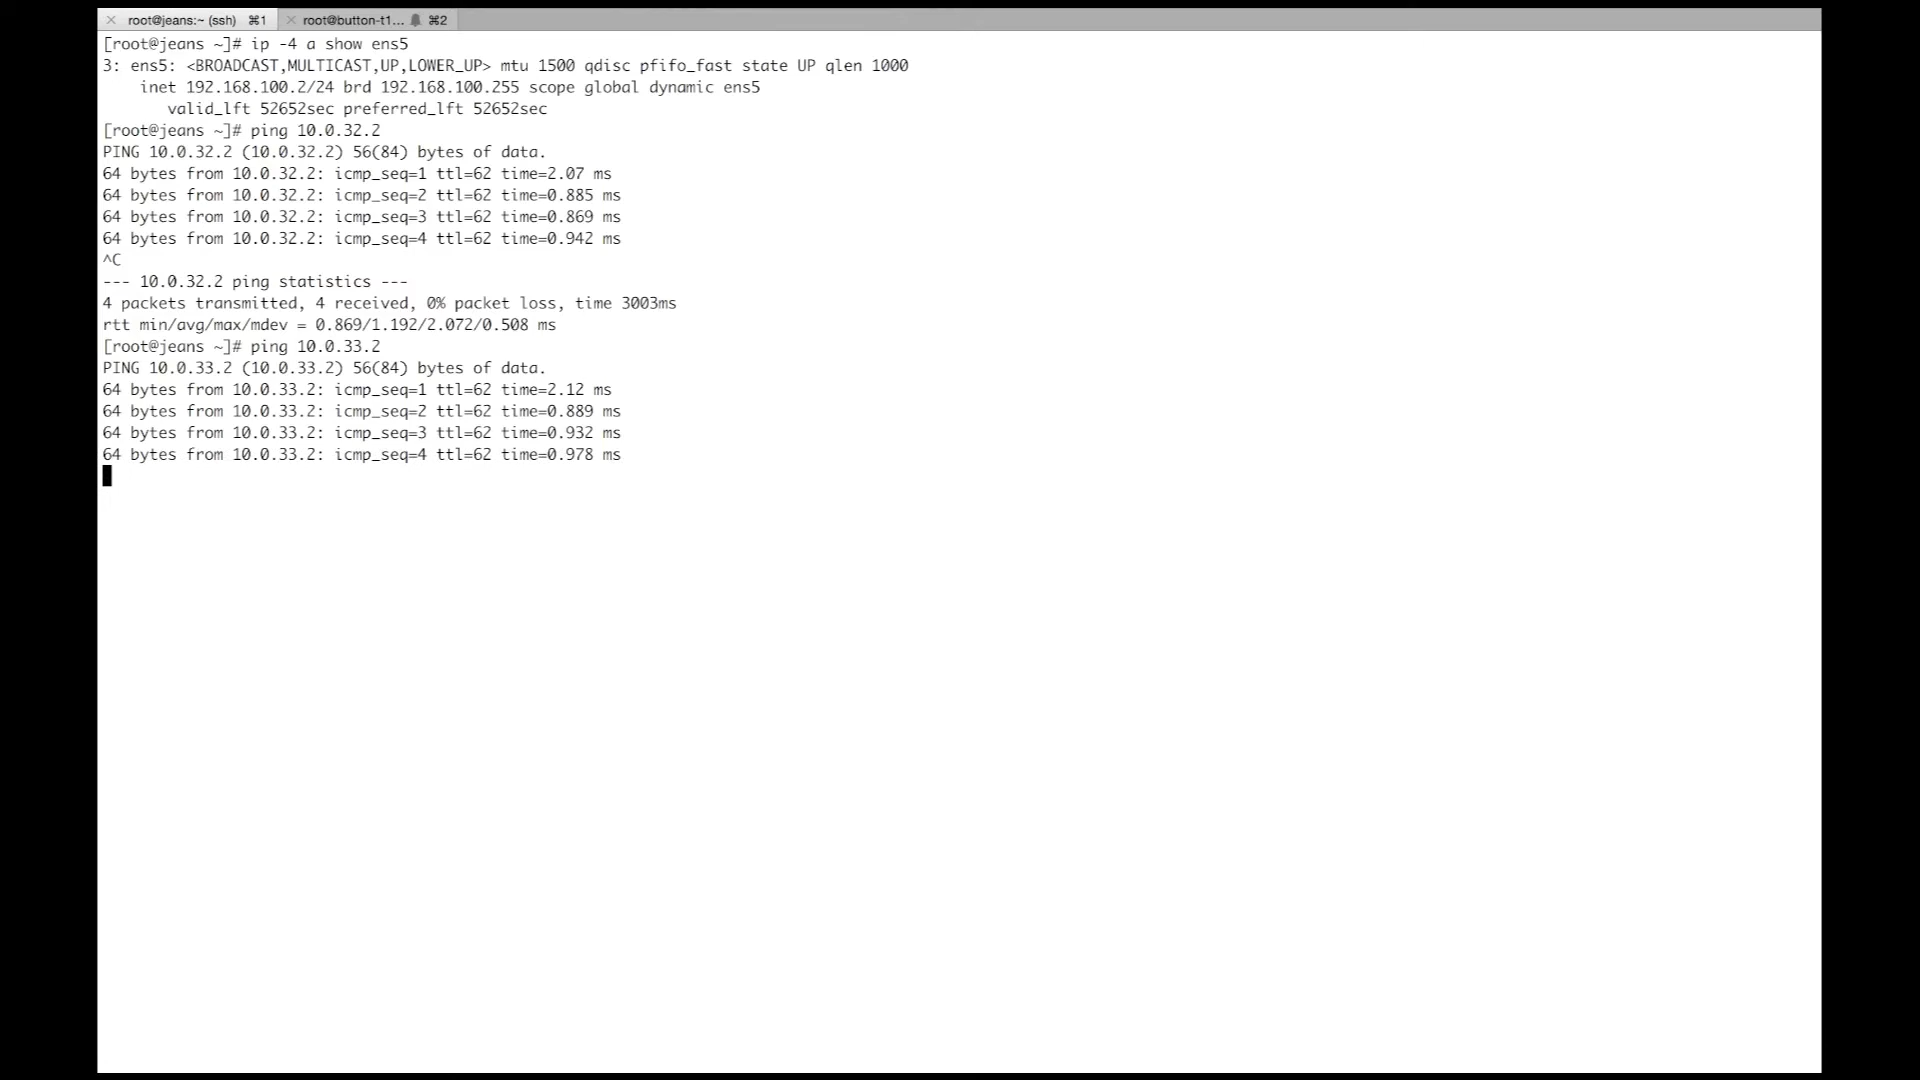 root@jeans:~ (ssh) ⌘1 root@button-t1... ⌘2
[root@jeans ~]# ip -4 a show ens5
3: ens5: <BROADCAST,MULTICAST,UP,LOWER_UP> mtu 1500 qdisc pfifo_fast state UP qlen 1000
    inet 192.168.100.2/24 brd 192.168.100.255 scope global dynamic ens5
       valid_lft 52652sec preferred_lft 52652sec
[root@jeans ~]# ping 10.0.32.2
PING 10.0.32.2 (10.0.32.2) 56(84) bytes of data.
64 bytes from 10.0.32.2: icmp_seq=1 ttl=62 time=2.07 ms
64 bytes from 10.0.32.2: icmp_seq=2 ttl=62 time=0.885 ms
64 bytes from 10.0.32.2: icmp_seq=3 ttl=62 time=0.869 ms
64 bytes from 10.0.32.2: icmp_seq=4 ttl=62 time=0.942 ms
^C
--- 10.0.32.2 ping statistics ---
4 packets transmitted, 4 received, 0% packet loss, time 3003ms
rtt min/avg/max/mdev = 0.869/1.192/2.072/0.508 ms
[root@jeans ~]# ping 10.0.33.2
PING 10.0.33.2 (10.0.33.2) 56(84) bytes of data.
64 bytes from 10.0.33.2: icmp_seq=1 ttl=62 time=2.12 ms
64 bytes from 10.0.33.2: icmp_seq=2 ttl=62 time=0.889 ms
64 bytes from 10.0.33.2: icmp_seq=3 ttl=62 time=0.932 ms
64 bytes from 10.0.33.2: icmp_seq=4 ttl=62 time=0.978 ms